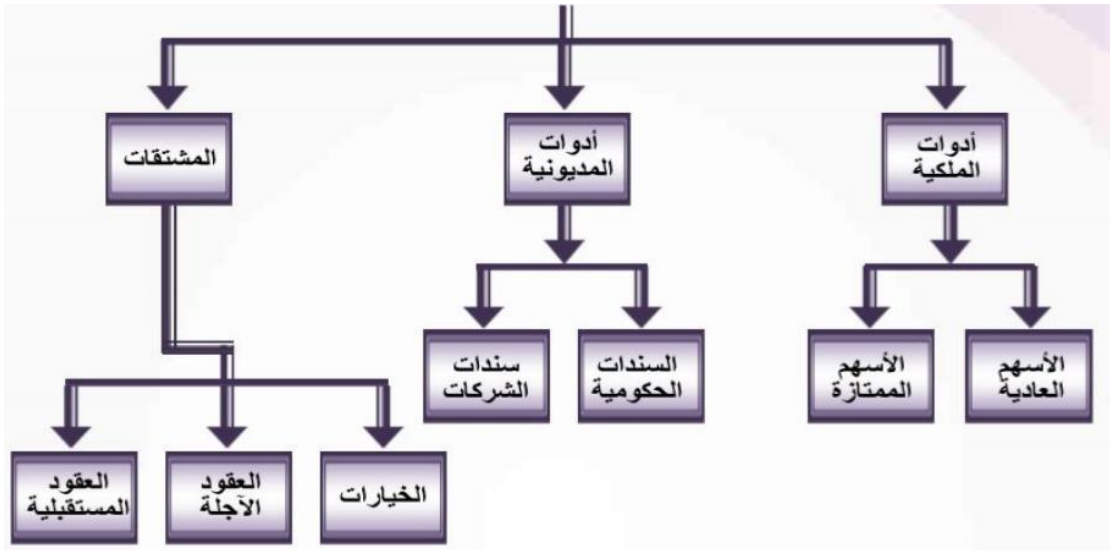 أدوات
الملكية
أدوات
المديونية
المشتقات
الأسهم
العادية
الأسهم
الممتازة
السندات
الحكومية
سندات
الشركات
الخيارات
العقود
الآجلة
العقود
المستقبلية